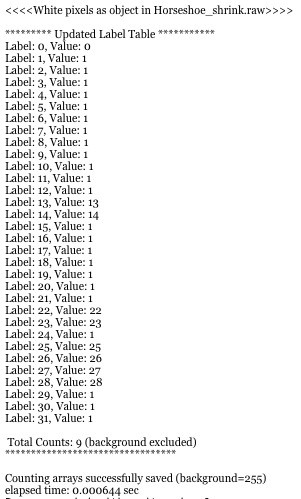 <<<<White pixels as object in Horseshoe_shrink.raw>>>>
********* Updated Label Table ***********
Label: 0, Value: 0
Label: 1, Value: 1
Label: 2, Value: 1
Label: 3, Value: 1
Label: 4, Value: 1
Label: 5, Value: 1
Label: 6, Value: 1
Label: 7, Value: 1
Label: 8, Value: 1
Label: 9, Value: 1
Label: 10, Value: 1
Label: 11, Value: 1
Label: 12, Value: 1
Label: 13, Value: 13
Label: 14, Value: 14
Label: 15, Value: 1
Label: 16, Value: 1
Label: 17, Value: 1
Label: 18, Value: 1
Label: 19, Value: 1
Label: 20, Value: 1
Label: 21, Value: 1
Label: 22, Value: 22
Label: 23, Value: 23
Label: 24, Value: 1
Label: 25, Value: 25
Label: 26, Value: 26
Label: 27, Value: 27
Label: 28, Value: 28
Label: 29, Value: 1
Label: 30, Value: 1
Label: 31, Value: 1
Total Counts: 9 (background excluded)
*********************************
Counting arrays successfully saved (background=255)
elapsed time: 0.000644 sec